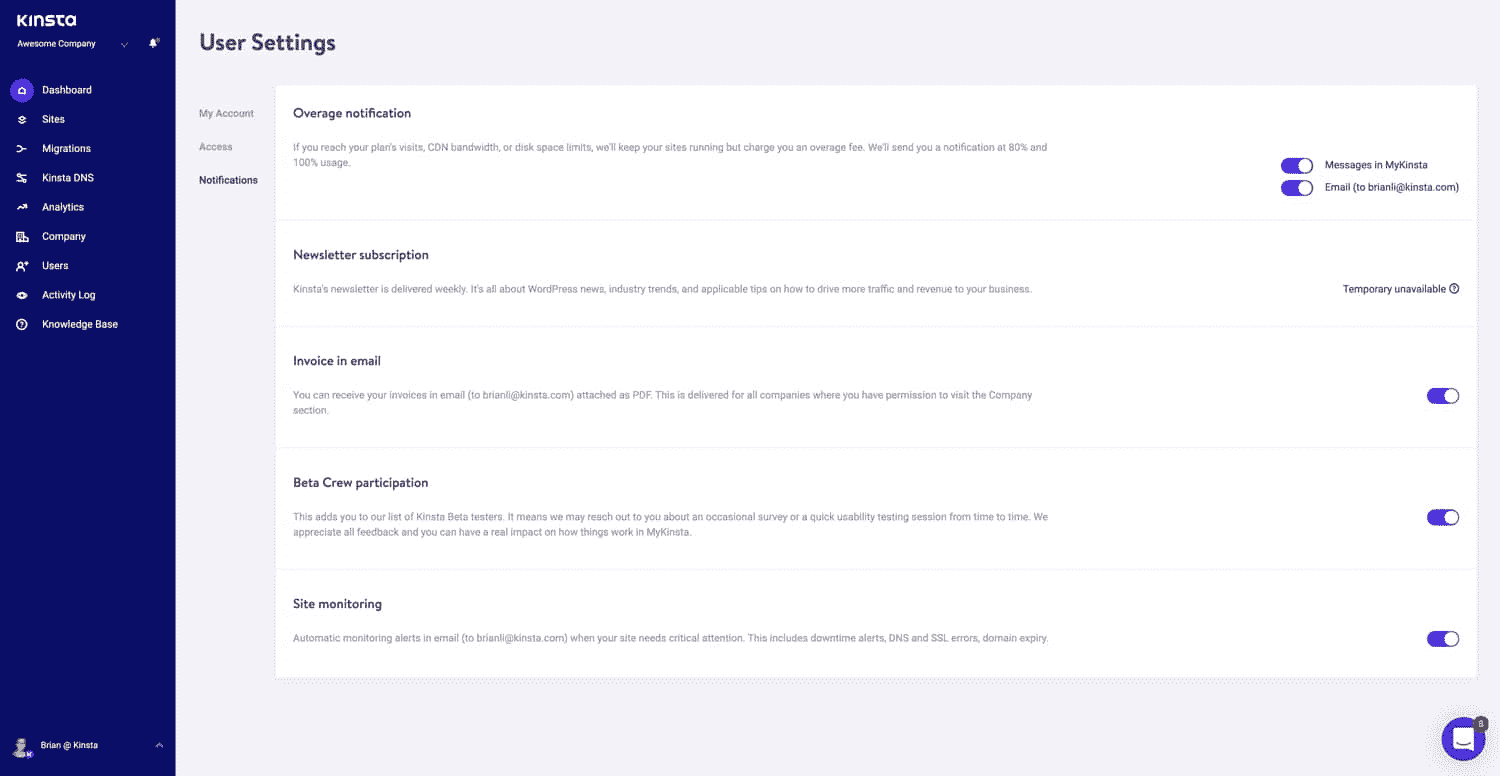 KINSTA
Awesome Company
Dashboard
Sites
Migrations
Kinsta DNS
Analytics
Company
Users
Activity Log
Knowledge Base
Brian @ Kinsta
User Settings
My Account
Access
Notifications
Overage notification
If you reach your plan's visits, CDN bandwidth, or disk space limits, we'll keep your sites running but charge you an overage fee. We'll send you a notification at 80% and
100% usage.
Messages in MyKinsta
Email (to brianli@kinsta.com)
Newsletter subscription
Kinsta's newsletter is delivered weekly. It's all about WordPress news, industry trends, and applicable tips on how to drive more traffic and revenue to your business.
Temporary unavailable
Invoice in email
You can receive your invoices in email (to brianli@kinsta.com) attached as PDF. This is delivered for all companies where you have permission to visit the Company
section.
Beta Crew participation
This adds you to our list of Kinsta Beta testers. It means we may reach out to you about an occasional survey or a quick usability testing session from time to time. We
appreciate all feedback and you can have a real impact on how things work in MyKinsta.
Site monitoring
Automatic monitoring alerts in email (to brianli@kinsta.com) when your site needs critical attention. This includes downtime alerts, DNS and SSL errors, domain expiry.